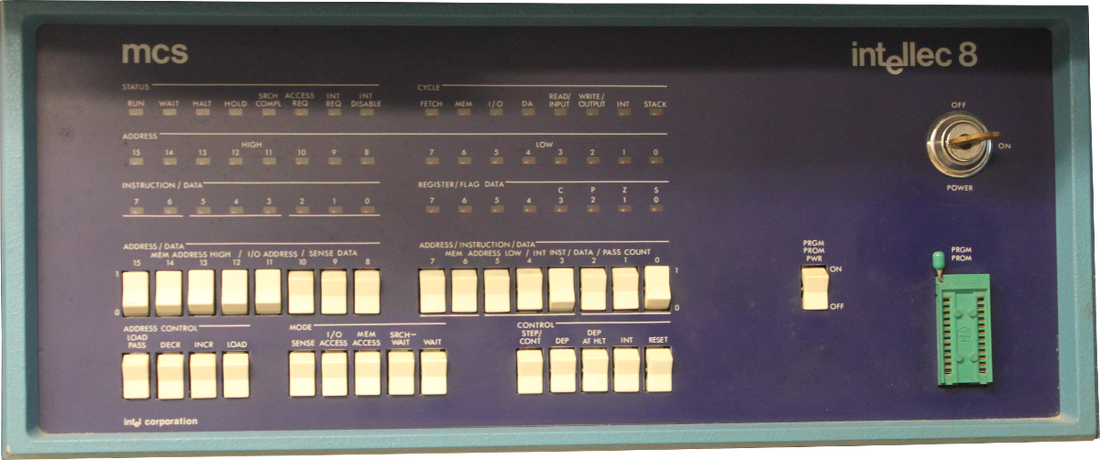 mcs
intellec 8
STATUS
RUN WAIT HALT HOLD SRCH COMPL ACCESS REQ INT REQ INT DISABLE
CYCLE
FETCH MEM I/O DA READ/INPUT WRITE/OUTPUT INT STACK
ADDRESS
HIGH
15 14 13 12 11 10 9 8
LOW
7 6 5 4 3 2 1 0
INSTRUCTION/DATA
7 6 5 4 3 2 1 0
REGISTER/FLAG DATA
C P Z S
7 6 5 4 3 2 1 0
OFF
ON
POWER
ADDRESS/DATA
MEM ADDRESS HIGH / I/O ADDRESS / SENSE DATA
15 14 13 12 11 10 9 8
1
0
ADDRESS/INSTRUCTION/DATA
MEM ADDRESS LOW / INT INST/DATA / PASS COUNT
7 6 5 4 3 2 1 0
1
0
PRGM PROM PWR
ON
OFF
PRGM PROM
ADDRESS CONTROL
LOAD PASS DECR INCR LOAD
MODE
SENSE I/O ACCESS MEM ACCESS SRCH-WAIT WAIT
CONTROL
STEP/CONT DEP DEP AT HLT INT RESET
intel corporation